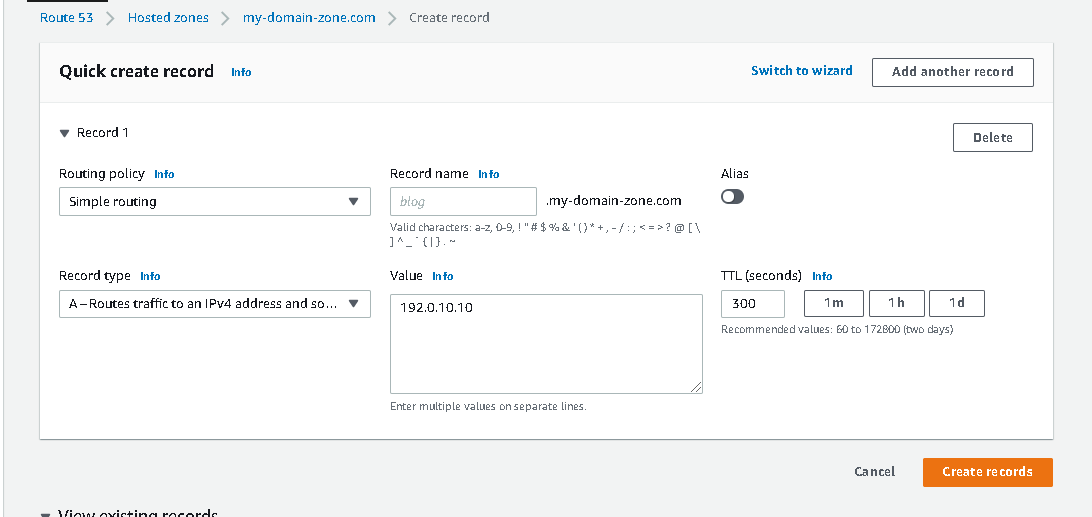 Route 53 > Hosted zones > my-domain-zone.com > Create record
Quick create record Info
Switch to wizard
Add another record
Record 1
Delete
Routing policy Info
Simple routing
Record name Info
blog
.my-domain-zone.com
Valid characters: a-z, 0-9, ! " # $ % & ' ( ) * + , - / : ; < = > ? @ [ \
] ^ _ ` { | } . ~
Alias
Record type Info
A – Routes traffic to an IPv4 address and so...
Value Info
192.0.10.10
Enter multiple values on separate lines.
TTL (seconds) Info
300
1m
1h
1d
Recommended values: 60 to 172800 (two days)
Cancel
Create records
View existing records